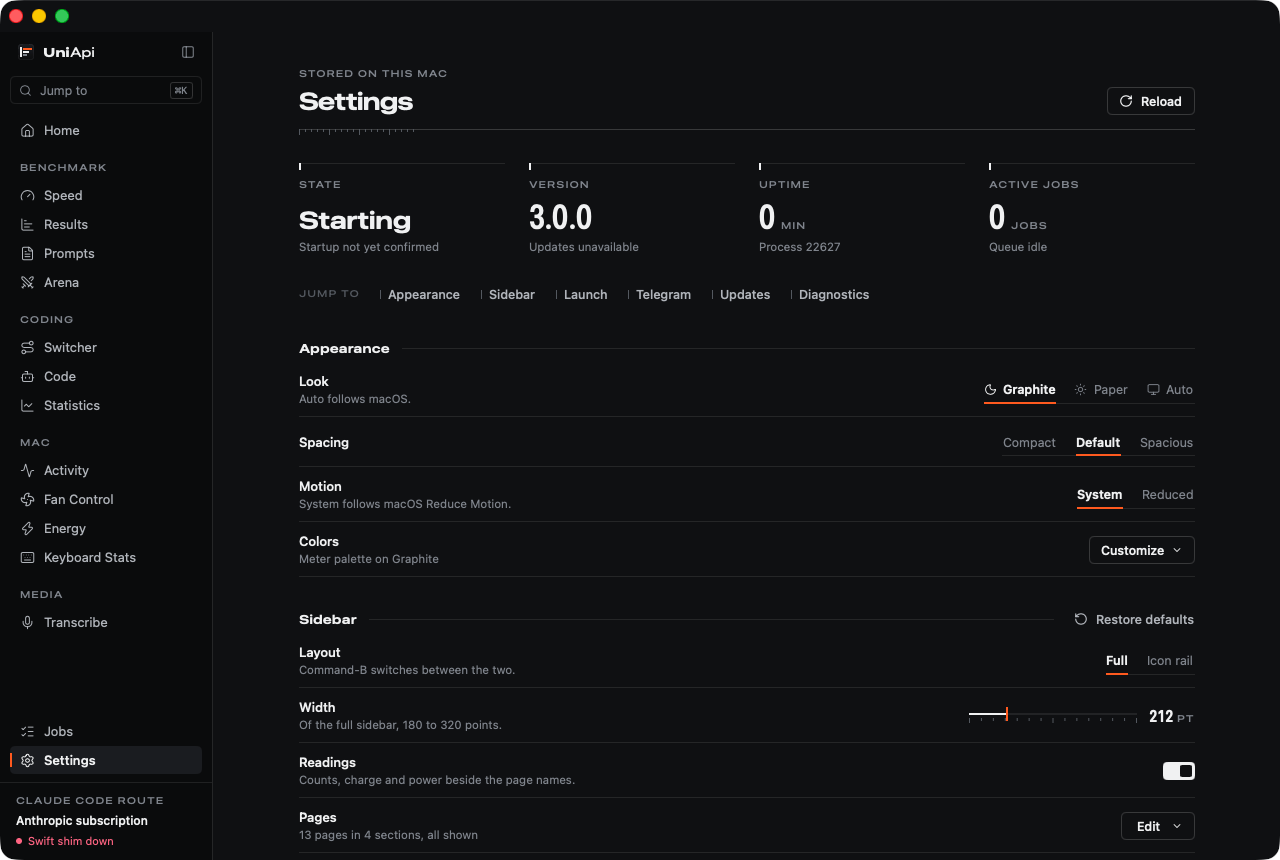 UniApi
Jump to ⌘K
Home
BENCHMARK
Speed
Results
Prompts
Arena
CODING
Switcher
Code
Statistics
MAC
Activity
Fan Control
Energy
Keyboard Stats
MEDIA
Transcribe
Jobs
Settings
CLAUDE CODE ROUTE
Anthropic subscription
Swift shim down
STORED ON THIS MAC
Settings
Reload
STATE
Starting
Startup not yet confirmed
VERSION
3.0.0
Updates unavailable
UPTIME
0 MIN
Process 22627
ACTIVE JOBS
0 JOBS
Queue idle
JUMP TO Appearance Sidebar Launch Telegram Updates Diagnostics
Appearance
Look
Auto follows macOS.
Graphite Paper Auto
Spacing
Compact Default Spacious
Motion
System follows macOS Reduce Motion.
System Reduced
Colors
Meter palette on Graphite
Customize
Sidebar
Restore defaults
Layout
Command-B switches between the two.
Full Icon rail
Width
Of the full sidebar, 180 to 320 points.
212 PT
Readings
Counts, charge and power beside the page names.
Pages
13 pages in 4 sections, all shown
Edit